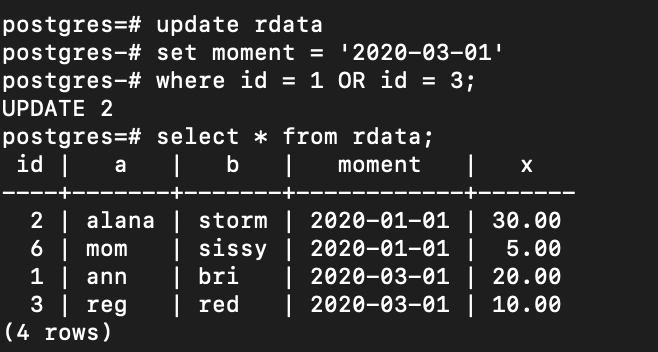 postgres=# update rdata
postgres-# set moment = '2020-03-01'
postgres-# where id = 1 OR id = 3;
UPDATE 2
postgres=# select * from rdata;
 id |   a   |   b   |   moment   |   x
----+-------+-------+------------+-------
  2 | alana | storm | 2020-01-01 | 30.00
  6 | mom   | sissy | 2020-01-01 |  5.00
  1 | ann   | bri   | 2020-03-01 | 20.00
  3 | reg   | red   | 2020-03-01 | 10.00
(4 rows)